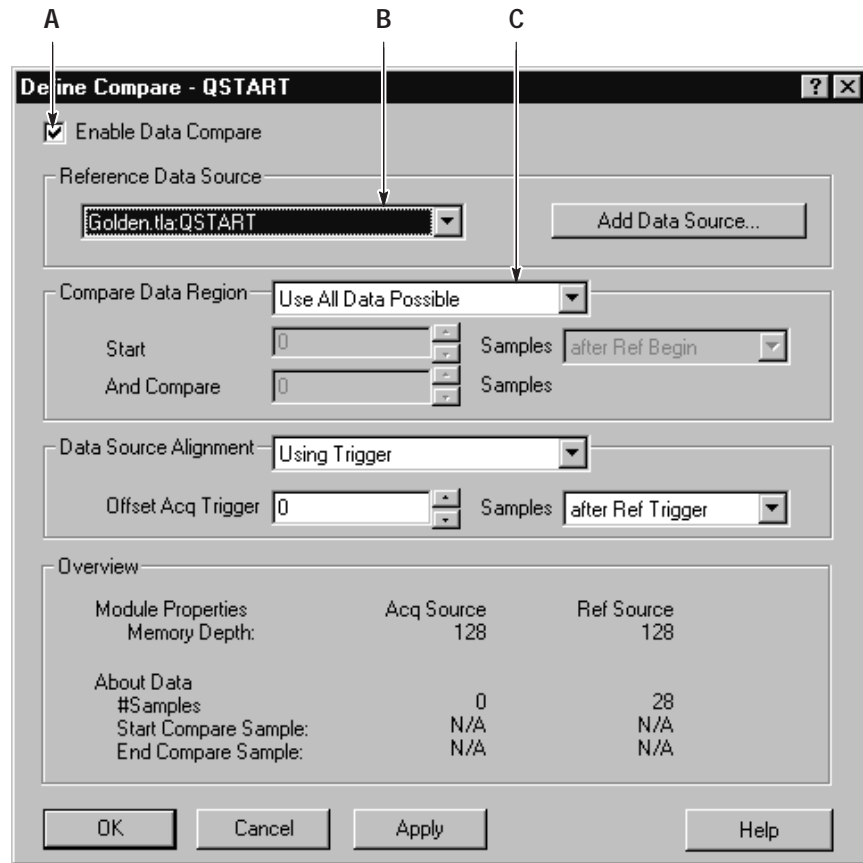 A B C
Define Compare - QSTART
Enable Data Compare
Reference Data Source
Golden.tla:QSTART Add Data Source...
Compare Data Region Use All Data Possible
Start 0 Samples after Ref Begin
And Compare 0 Samples
Data Source Alignment Using Trigger
Offset Acq Trigger 0 Samples after Ref Trigger
Overview
Module Properties Acq Source Ref Source
Memory Depth: 128 128
About Data
#Samples 0 28
Start Compare Sample: N/A N/A
End Compare Sample: N/A N/A
OK Cancel Apply Help